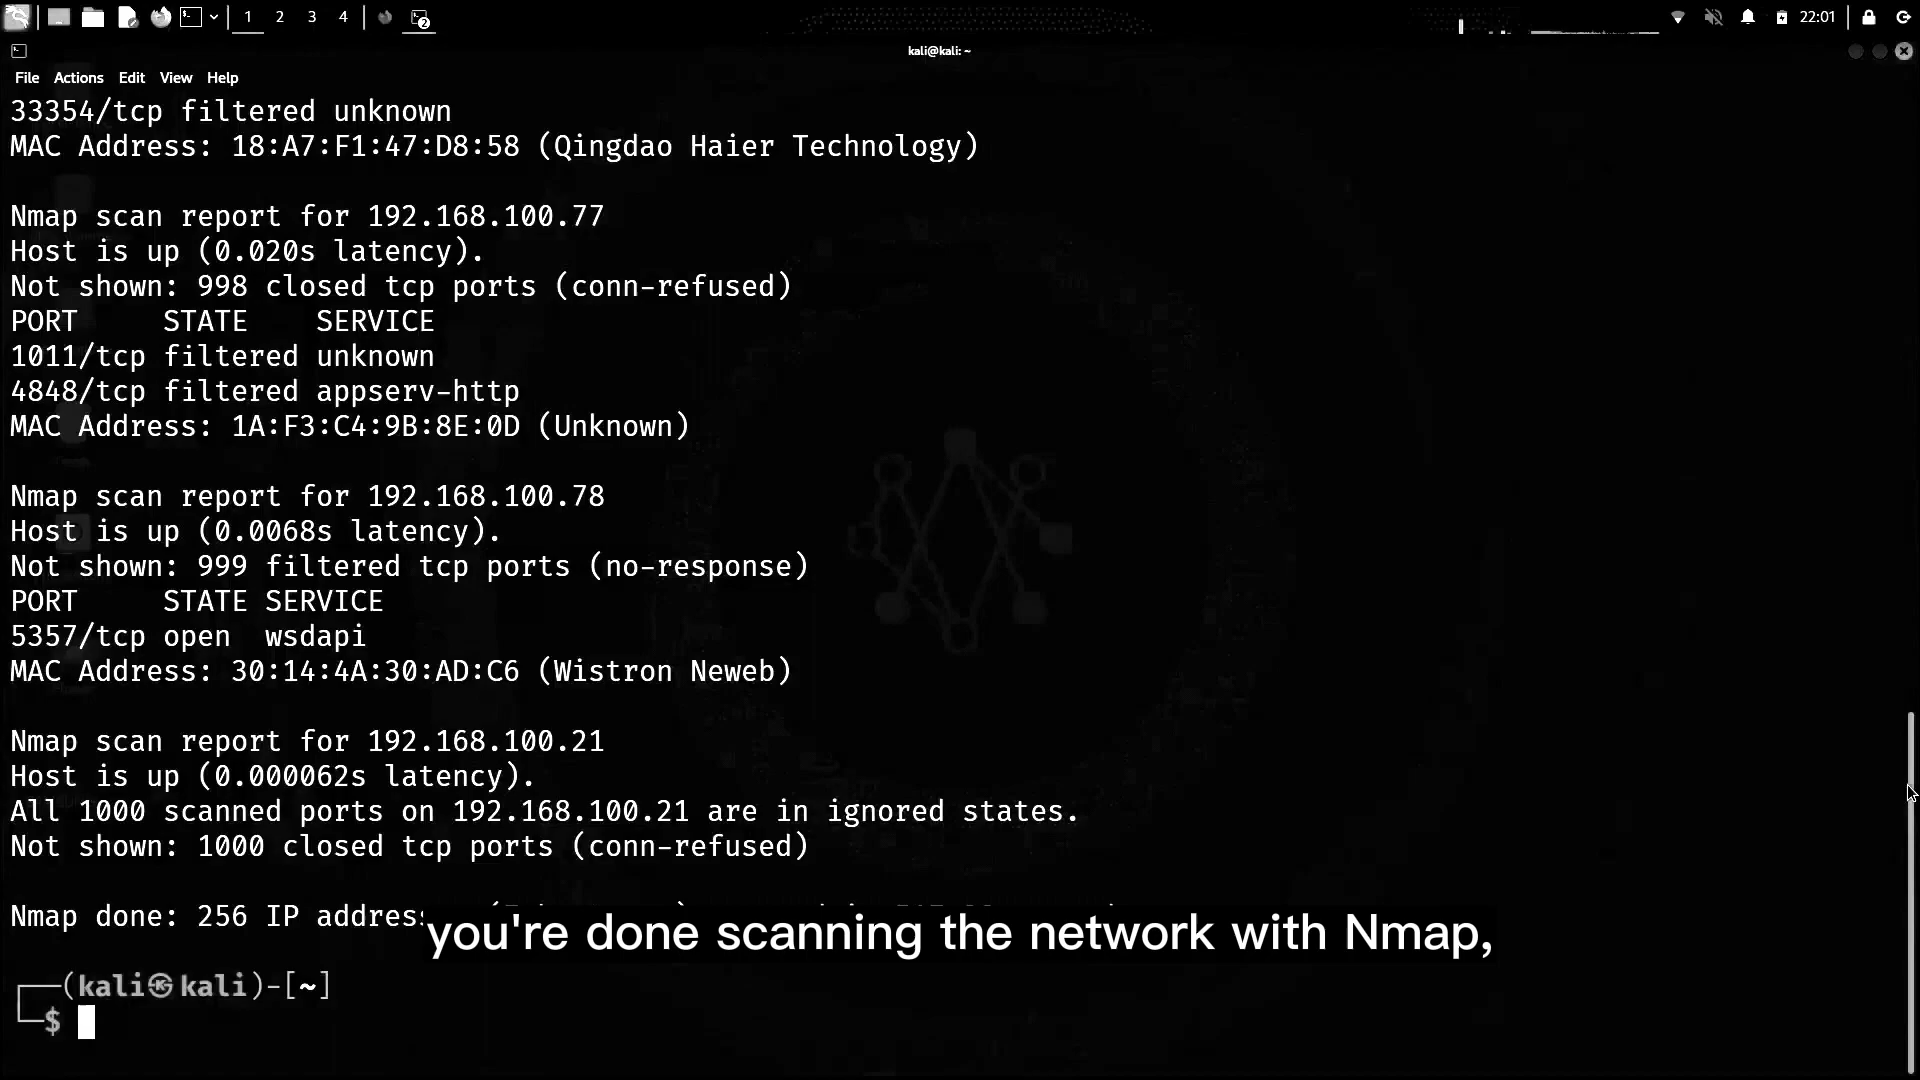 1 2 3 4 2 22:01
kali@kali: ~
File Actions Edit View Help
33354/tcp filtered unknown
MAC Address: 18:A7:F1:47:D8:58 (Qingdao Haier Technology)
Nmap scan report for 192.168.100.77
Host is up (0.020s latency).
Not shown: 998 closed tcp ports (conn-refused)
PORT STATE SERVICE
1011/tcp filtered unknown
4848/tcp filtered appserv-http
MAC Address: 1A:F3:C4:9B:8E:0D (Unknown)
Nmap scan report for 192.168.100.78
Host is up (0.0068s latency).
Not shown: 999 filtered tcp ports (no-response)
PORT STATE SERVICE
5357/tcp open wsdapi
MAC Address: 30:14:4A:30:AD:C6 (Wistron Neweb)
Nmap scan report for 192.168.100.21
Host is up (0.000062s latency).
All 1000 scanned ports on 192.168.100.21 are in ignored states.
Not shown: 1000 closed tcp ports (conn-refused)
Nmap done: 256 IP address
you're done scanning the network with Nmap,
(kali㉿kali)-[~]
$